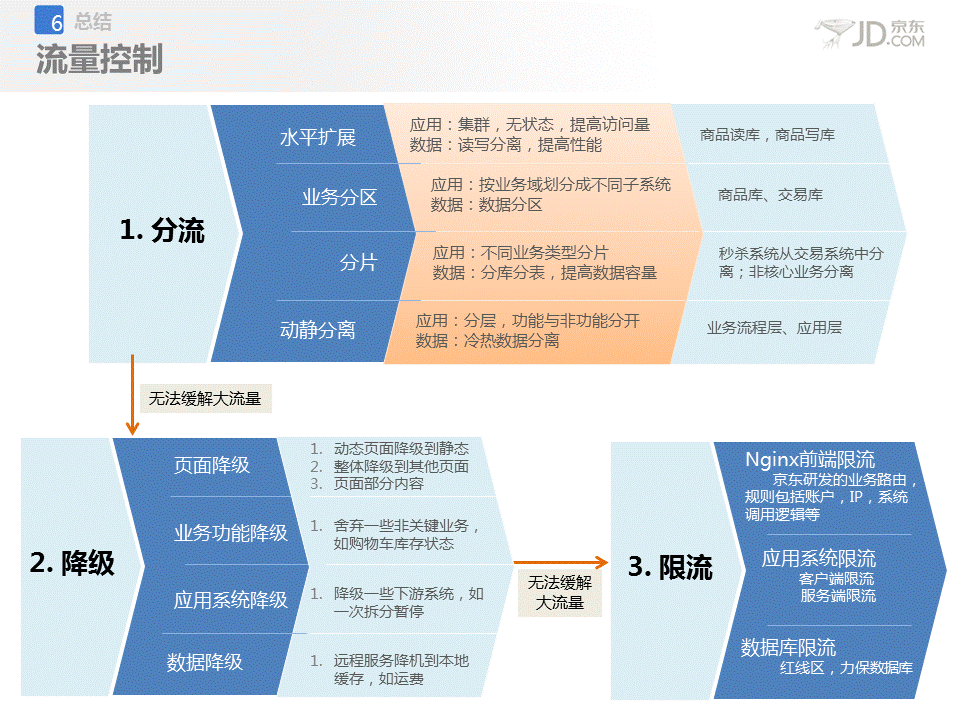 6 总结
流量控制
JD 京东
.COM
1. 分流
水平扩展
应用：集群，无状态，提高访问量
数据：读写分离，提高性能
商品读库，商品写库
业务分区
应用：按业务域划分成不同子系统
数据：数据分区
商品库、交易库
分片
应用：不同业务类型分片
数据：分库分表，提高数据容量
秒杀系统从交易系统中分
离；非核心业务分离
动静分离
应用：分层，功能与非功能分开
数据：冷热数据分离
业务流程层、应用层
无法缓解大流量
2. 降级
页面降级
1. 动态页面降级到静态
2. 整体降级到其他页面
3. 页面部分内容
业务功能降级
1. 舍弃一些非关键业务，
如购物车库存状态
应用系统降级
1. 降级一些下游系统，如
一次拆分暂停
数据降级
1. 远程服务降机到本地
缓存，如运费
无法缓解
大流量
3. 限流
Nginx前端限流
京东研发的业务路由，
规则包括账户，IP，系统
调用逻辑等
应用系统限流
客户端限流
服务端限流
数据库限流
红线区，力保数据库